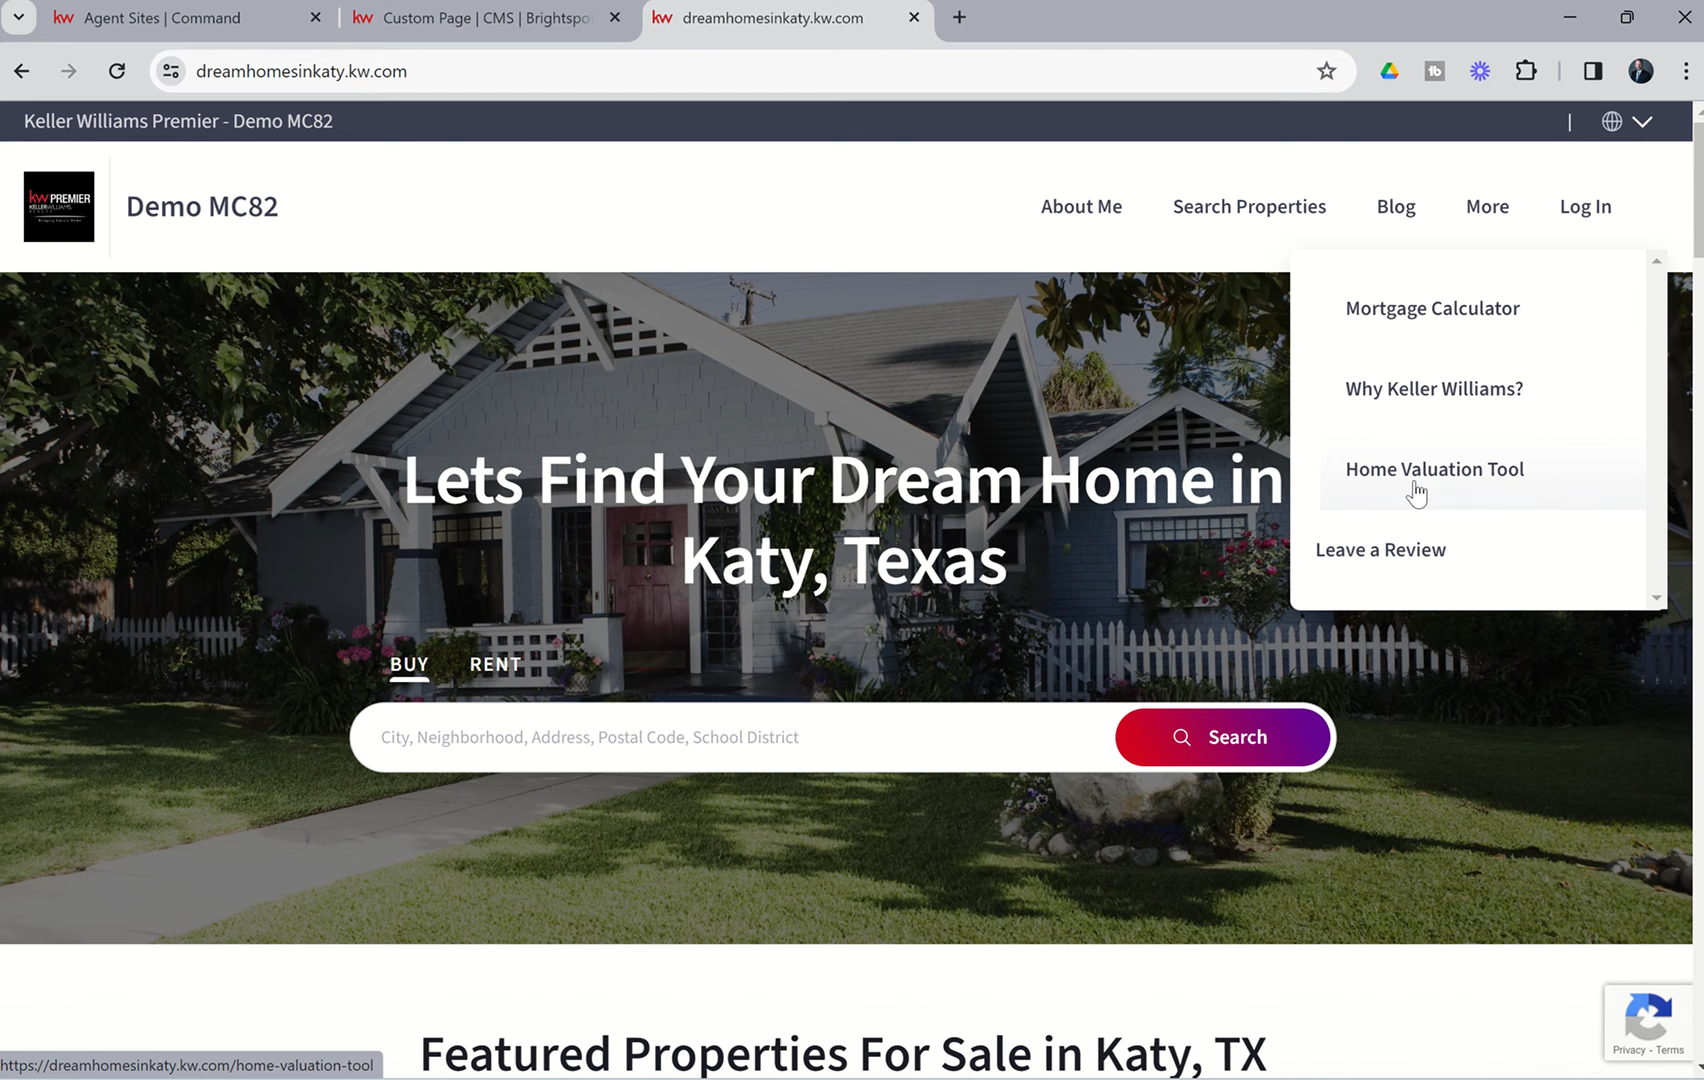 Agent Sites | Command
Custom Page | CMS | Brightspo
dreamhomesinkaty.kw.com
dreamhomesinkaty.kw.com
Keller Williams Premier - Demo MC82
kw PREMIER
KELLERWILLIAMS
Demo MC82
About Me
Search Properties
Blog
More
Log In
Mortgage Calculator
Why Keller Williams?
Home Valuation Tool
Leave a Review
Lets Find Your Dream Home in
Katy, Texas
BUY RENT
City, Neighborhood, Address, Postal Code, School District
Search
Featured Properties For Sale in Katy, TX
Privacy - Terms
https://dreamhomesinkaty.kw.com/home-valuation-tool